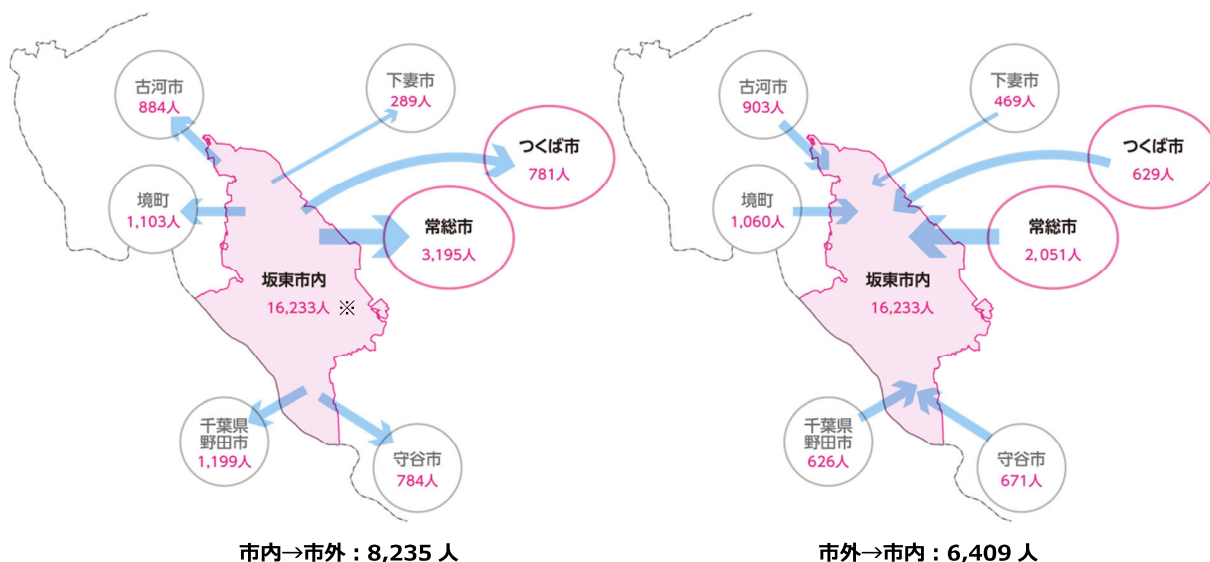 古河市
884人
下妻市
289人
つくば市
781人
境町
1,103人
常総市
3,195人
坂東市内
16,233人 ※
千葉県
野田市
1,199人
守谷市
784人
市内→市外：8,235 人
古河市
903人
下妻市
469人
つくば市
629人
境町
1,060人
常総市
2,051人
坂東市内
16,233人
千葉県
野田市
626人
守谷市
671人
市外→市内：6,409 人